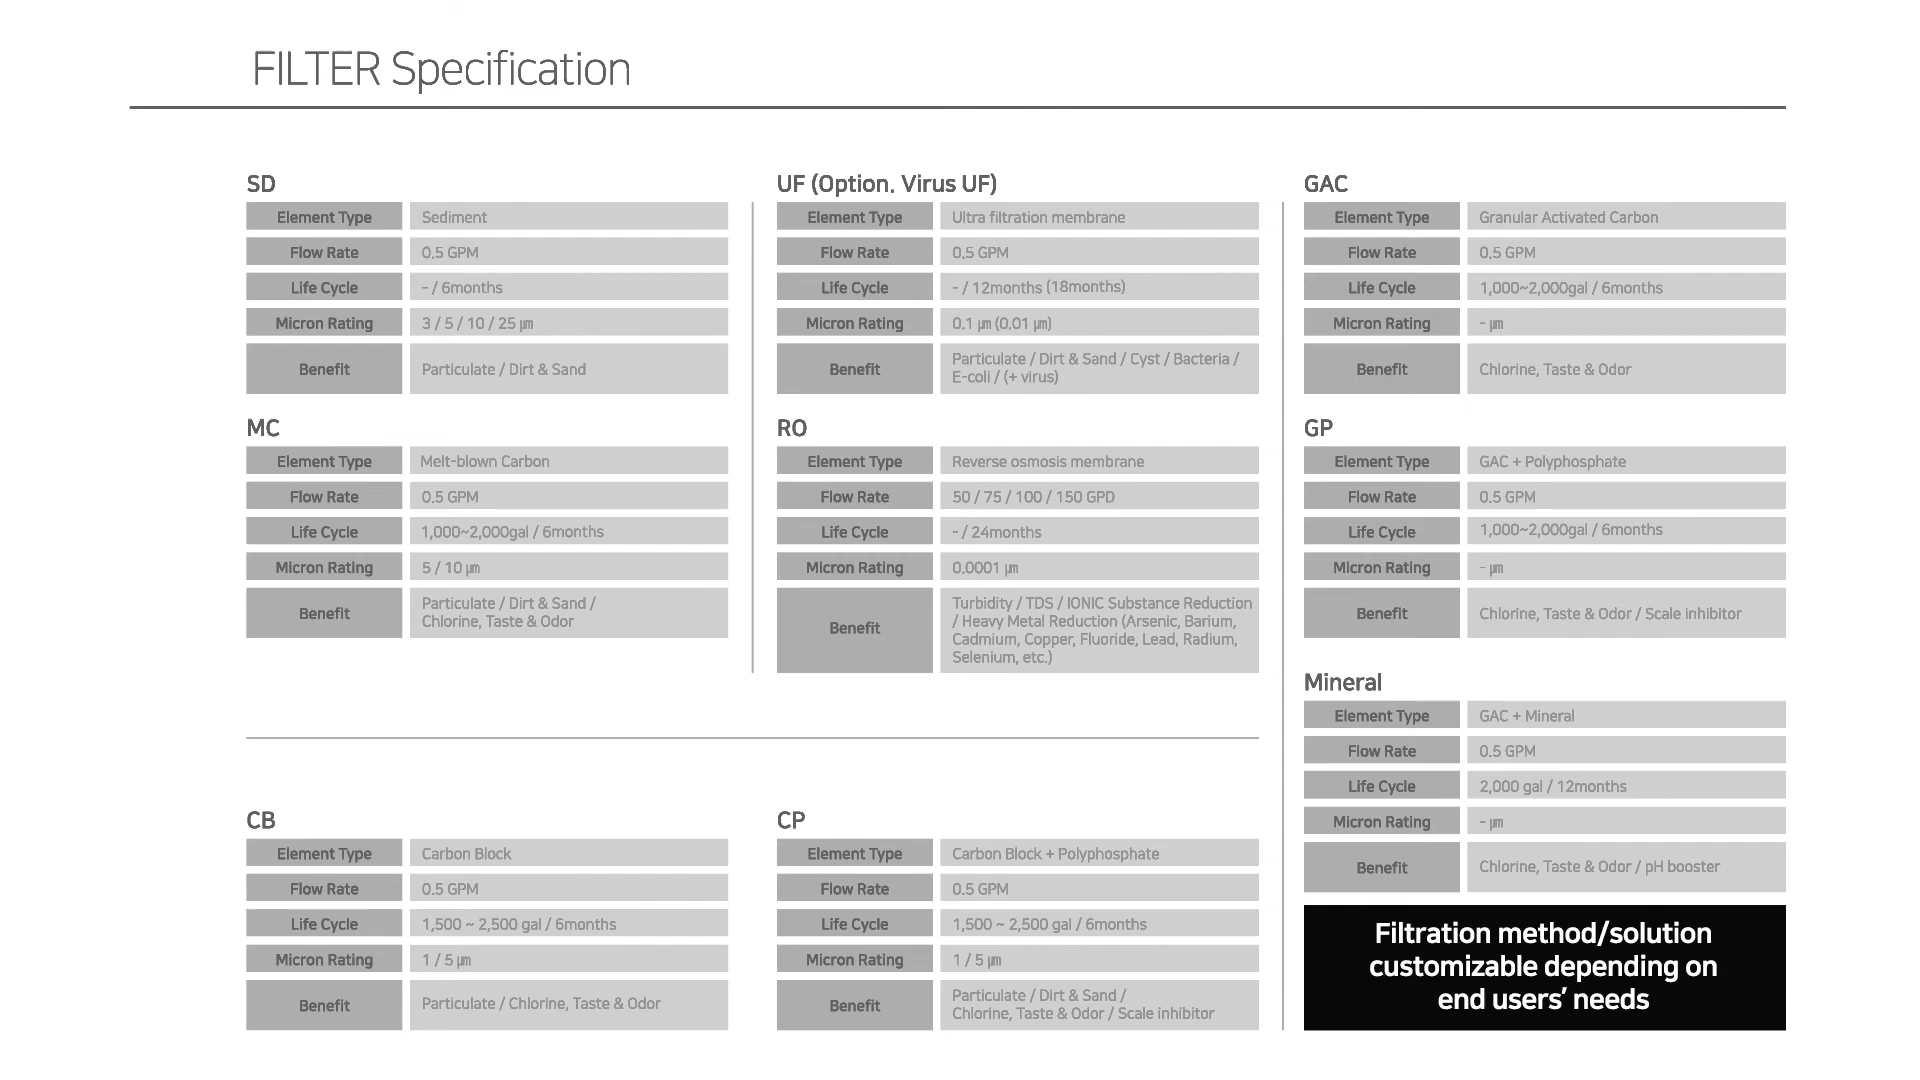 FILTER Specification
SD
Element Type Sediment
Flow Rate 0.5 GPM
Life Cycle - / 6months
Micron Rating 3 / 5 / 10 / 25 ㎛
Benefit Particulate / Dirt & Sand
MC
Element Type Melt-blown Carbon
Flow Rate 0.5 GPM
Life Cycle 1,000~2,000gal / 6months
Micron Rating 5 / 10 ㎛
Benefit Particulate / Dirt & Sand /
Chlorine, Taste & Odor
UF (Option. Virus UF)
Element Type Ultra filtration membrane
Flow Rate 0.5 GPM
Life Cycle - / 12months (18months)
Micron Rating 0.1 ㎛ (0.01 ㎛)
Benefit Particulate / Dirt & Sand / Cyst / Bacteria /
E-coli / (+ virus)
RO
Element Type Reverse osmosis membrane
Flow Rate 50 / 75 / 100 / 150 GPD
Life Cycle - / 24months
Micron Rating 0.0001 ㎛
Benefit Turbidity / TDS / IONIC Substance Reduction
/ Heavy Metal Reduction (Arsenic, Barium,
Cadmium, Copper, Fluoride, Lead, Radium,
Selenium, etc.)
CB
Element Type Carbon Block
Flow Rate 0.5 GPM
Life Cycle 1,500 ~ 2,500 gal / 6months
Micron Rating 1 / 5 ㎛
Benefit Particulate / Chlorine, Taste & Odor
CP
Element Type Carbon Block + Polyphosphate
Flow Rate 0.5 GPM
Life Cycle 1,500 ~ 2,500 gal / 6months
Micron Rating 1 / 5 ㎛
Benefit Particulate / Dirt & Sand /
Chlorine, Taste & Odor / Scale inhibitor
GAC
Element Type Granular Activated Carbon
Flow Rate 0.5 GPM
Life Cycle 1,000~2,000gal / 6months
Micron Rating - ㎛
Benefit Chlorine, Taste & Odor
GP
Element Type GAC + Polyphosphate
Flow Rate 0.5 GPM
Life Cycle 1,000~2,000gal / 6months
Micron Rating - ㎛
Benefit Chlorine, Taste & Odor / Scale inhibitor
Mineral
Element Type GAC + Mineral
Flow Rate 0.5 GPM
Life Cycle 2,000 gal / 12months
Micron Rating - ㎛
Benefit Chlorine, Taste & Odor / pH booster
Filtration method/solution
customizable depending on
end users’ needs